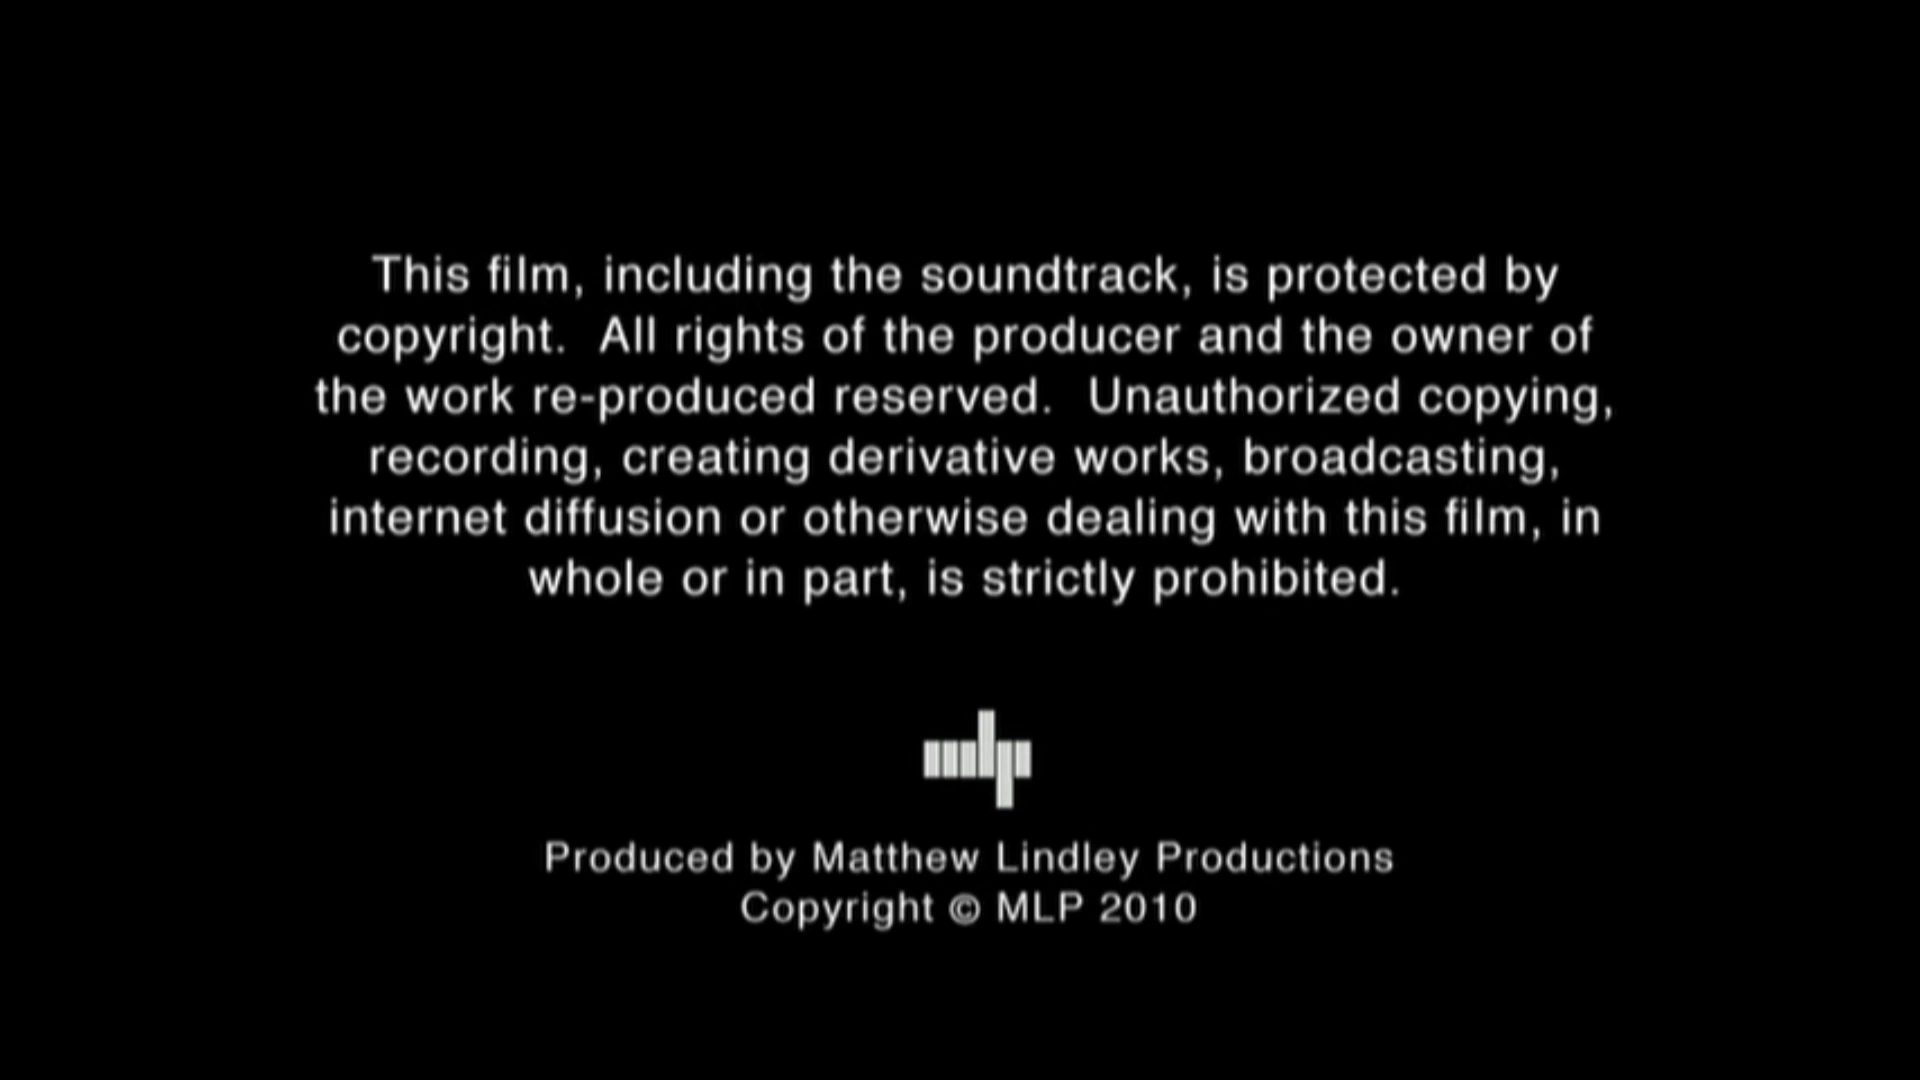 This film, including the soundtrack, is protected by
copyright.  All rights of the producer and the owner of
the work re-produced reserved.  Unauthorized copying,
recording, creating derivative works, broadcasting,
internet diffusion or otherwise dealing with this film, in
whole or in part, is strictly prohibited.
mlp
Produced by Matthew Lindley Productions
Copyright © MLP 2010